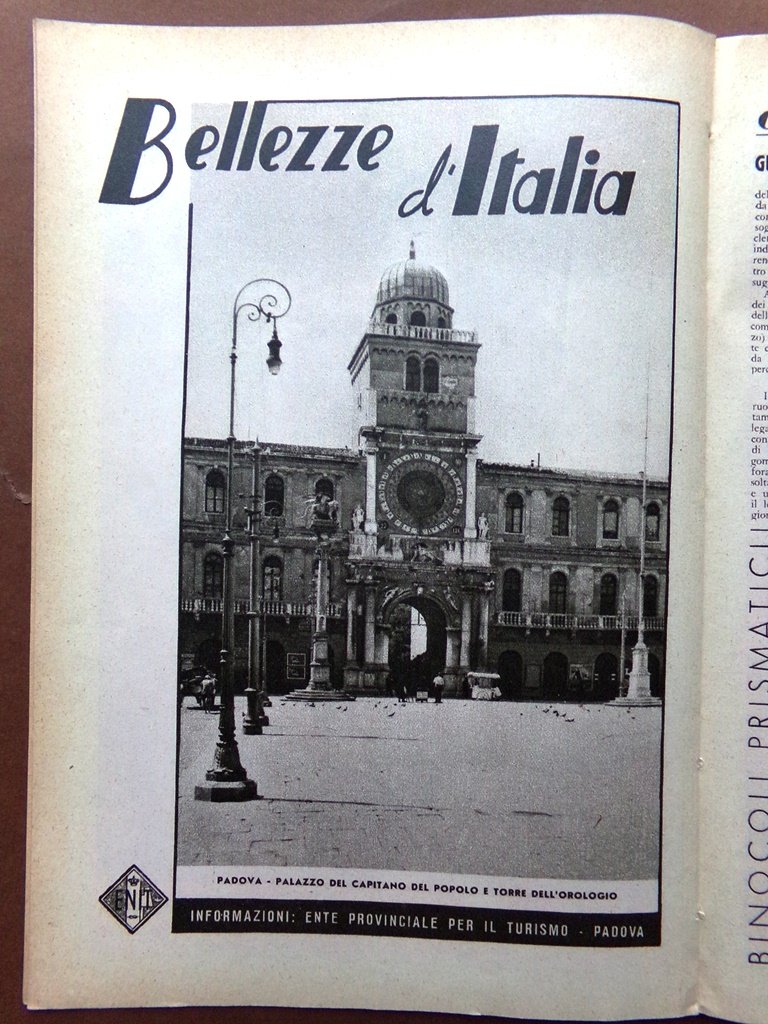 Bellezze
d'Italia
PADOVA - PALAZZO DEL CAPITANO DEL POPOLO E TORRE DELL'OROLOGIO
ENIT
INFORMAZIONI: ENTE PROVINCIALE PER IL TURISMO - PADOVA
BINOCOLI PRISMATICI